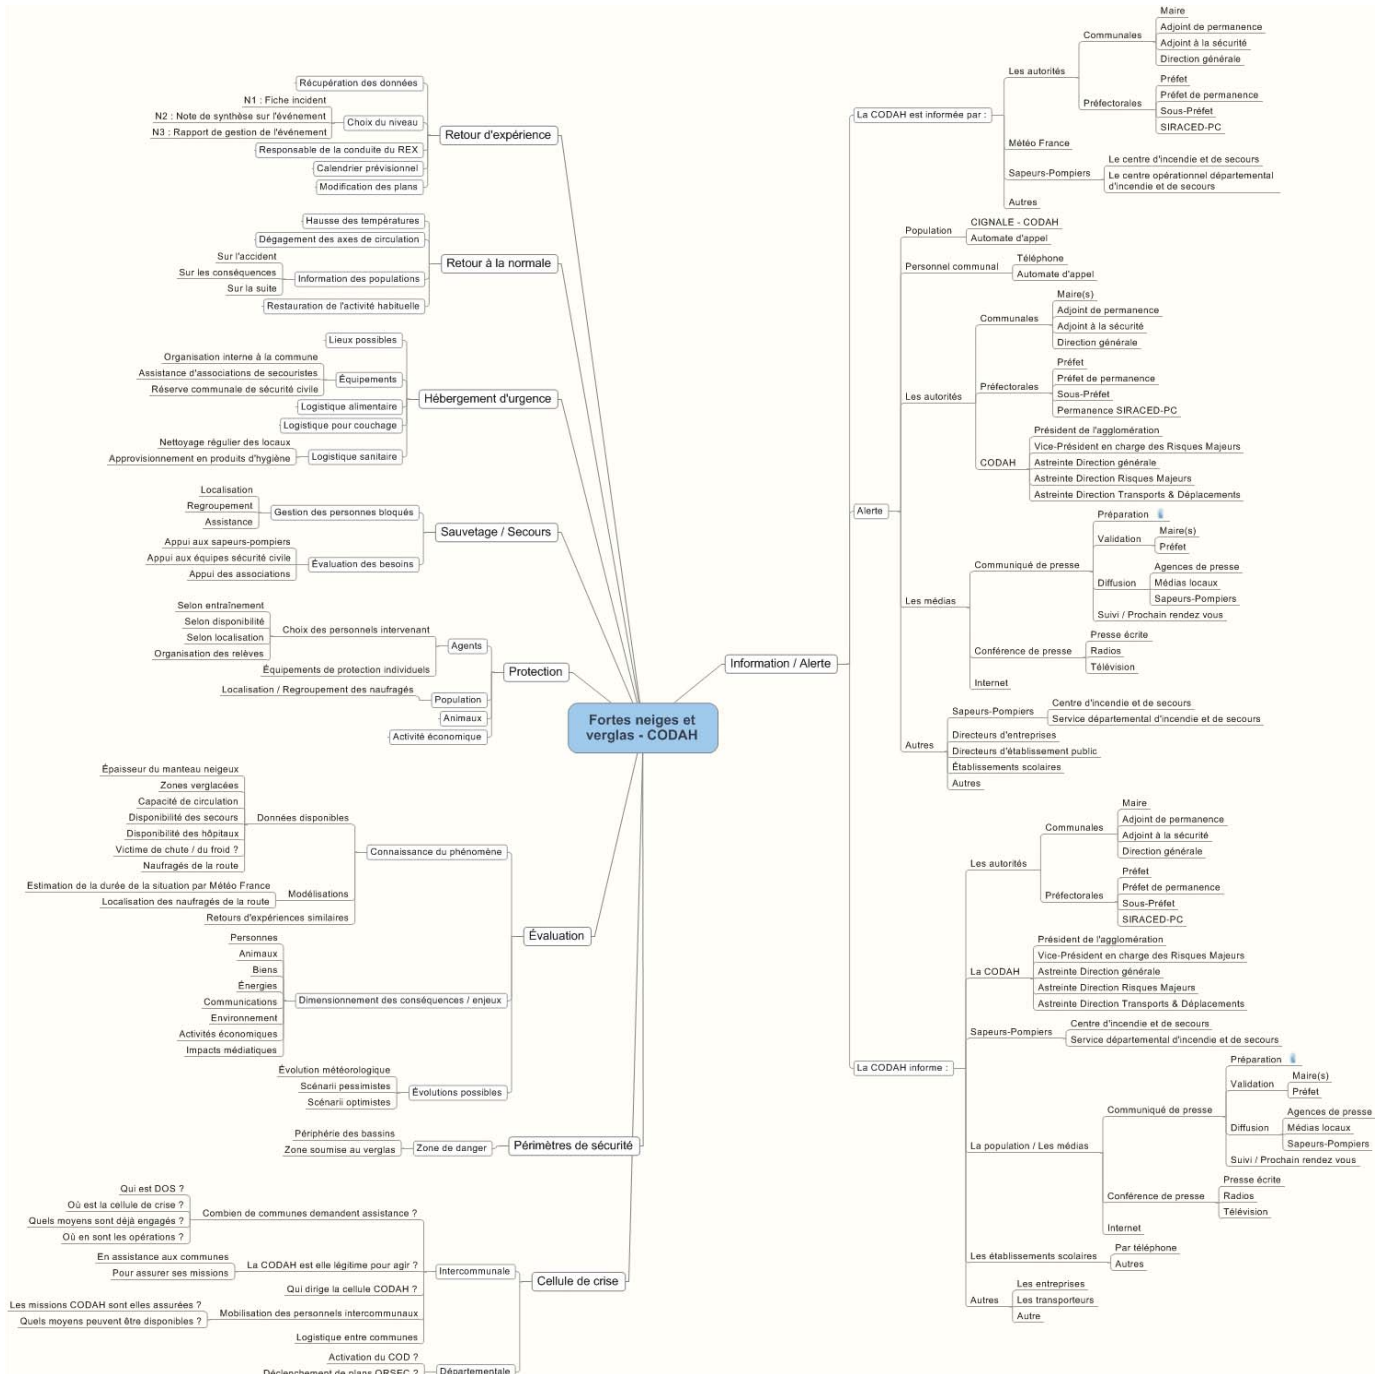 Fortes neiges et
verglas - CODAH
Retour d'expérience
Récupération des données
Choix du niveau
N1 : Fiche incident
N2 : Note de synthèse sur l'événement
N3 : Rapport de gestion de l'événement
Responsable de la conduite du REX
Calendrier prévisionnel
Modification des plans
Retour à la normale
Hausse des températures
Dégagement des axes de circulation
Information des populations
Sur l'accident
Sur les conséquences
Sur la suite
Restauration de l'activité habituelle
Hébergement d'urgence
Lieux possibles
Équipements
Organisation interne à la commune
Assistance d'associations de secouristes
Réserve communale de sécurité civile
Logistique alimentaire
Logistique pour couchage
Logistique sanitaire
Nettoyage régulier des locaux
Approvisionnement en produits d'hygiène
Sauvetage / Secours
Gestion des personnes bloqués
Localisation
Regroupement
Assistance
Évaluation des besoins
Appui aux sapeurs-pompiers
Appui aux équipes sécurité civile
Appui des associations
Protection
Agents
Choix des personnels intervenant
Selon entraînement
Selon disponibilité
Selon localisation
Organisation des relèves
Équipements de protection individuels
Population
Localisation / Regroupement des naufragés
Animaux
Activité économique
Évaluation
Connaissance du phénomène
Données disponibles
Épaisseur du manteau neigeux
Zones verglacées
Capacité de circulation
Disponibilité des secours
Disponibilité des hôpitaux
Victime de chute / du froid ?
Naufragés de la route
Modélisations
Estimation de la durée de la situation par Météo France
Localisation des naufragés de la route
Retours d'expériences similaires
Dimensionnement des conséquences / enjeux
Personnes
Animaux
Biens
Énergies
Communications
Environnement
Activités économiques
Impacts médiatiques
Évolutions possibles
Évolution météorologique
Scénarii pessimistes
Scénarii optimistes
Périmètres de sécurité
Zone de danger
Périphérie des bassins
Zone soumise au verglas
Cellule de crise
Intercommunale
Combien de communes demandent assistance ?
Qui est DOS ?
Où est la cellule de crise ?
Quels moyens sont déjà engagés ?
Où en sont les opérations ?
La CODAH est elle légitime pour agir ?
En assistance aux communes
Pour assurer ses missions
Qui dirige la cellule CODAH ?
Mobilisation des personnels intercommunaux
Les missions CODAH sont elles assurées ?
Quels moyens peuvent être disponibles ?
Logistique entre communes
Départementale
Activation du COD ?
Déclenchement de plans ORSEC ?
Information / Alerte
La CODAH est informée par :
Les autorités
Communales
Maire
Adjoint de permanence
Adjoint à la sécurité
Direction générale
Préfectorales
Préfet
Préfet de permanence
Sous-Préfet
SIRACED-PC
Météo France
Sapeurs-Pompiers
Le centre d'incendie et de secours
Le centre opérationnel départemental
d'incendie et de secours
Autres
Alerte
Population
CIGNALE - CODAH
Automate d'appel
Personnel communal
Téléphone
Automate d'appel
Les autorités
Communales
Maire(s)
Adjoint de permanence
Adjoint à la sécurité
Direction générale
Préfectorales
Préfet
Préfet de permanence
Sous-Préfet
Permanence SIRACED-PC
CODAH
Président de l'agglomération
Vice-Président en charge des Risques Majeurs
Astreinte Direction générale
Astreinte Direction Risques Majeurs
Astreinte Direction Transports & Déplacements
Les médias
Communiqué de presse
Préparation
Validation
Maire(s)
Préfet
Diffusion
Agences de presse
Médias locaux
Sapeurs-Pompiers
Suivi / Prochain rendez vous
Conférence de presse
Presse écrite
Radios
Télévision
Internet
Autres
Sapeurs-Pompiers
Centre d'incendie et de secours
Service départemental d'incendie et de secours
Directeurs d'entreprises
Directeurs d'établissement public
Établissements scolaires
Autres
La CODAH informe :
Les autorités
Communales
Maire
Adjoint de permanence
Adjoint à la sécurité
Direction générale
Préfectorales
Préfet
Préfet de permanence
Sous-Préfet
SIRACED-PC
La CODAH
Président de l'agglomération
Vice-Président en charge des Risques Majeurs
Astreinte Direction générale
Astreinte Direction Risques Majeurs
Astreinte Direction Transports & Déplacements
Sapeurs-Pompiers
Centre d'incendie et de secours
Service départemental d'incendie et de secours
La population / Les médias
Communiqué de presse
Préparation
Validation
Maire(s)
Préfet
Diffusion
Agences de presse
Médias locaux
Sapeurs-Pompiers
Suivi / Prochain rendez vous
Conférence de presse
Presse écrite
Radios
Télévision
Internet
Les établissements scolaires
Par téléphone
Autres
Autres
Les entreprises
Les transporteurs
Autre